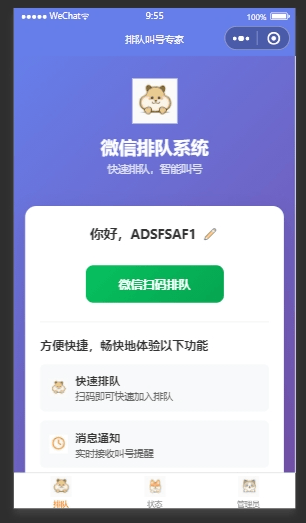 WeChat
9:55
100%
排队叫号专家
微信排队系统
快速排队，智能叫号
你好，ADSFSAF1
微信扫码排队
方便快捷，畅快地体验以下功能
快速排队
扫码即可快速加入排队
消息通知
实时接收叫号提醒
排队
状态
管理员